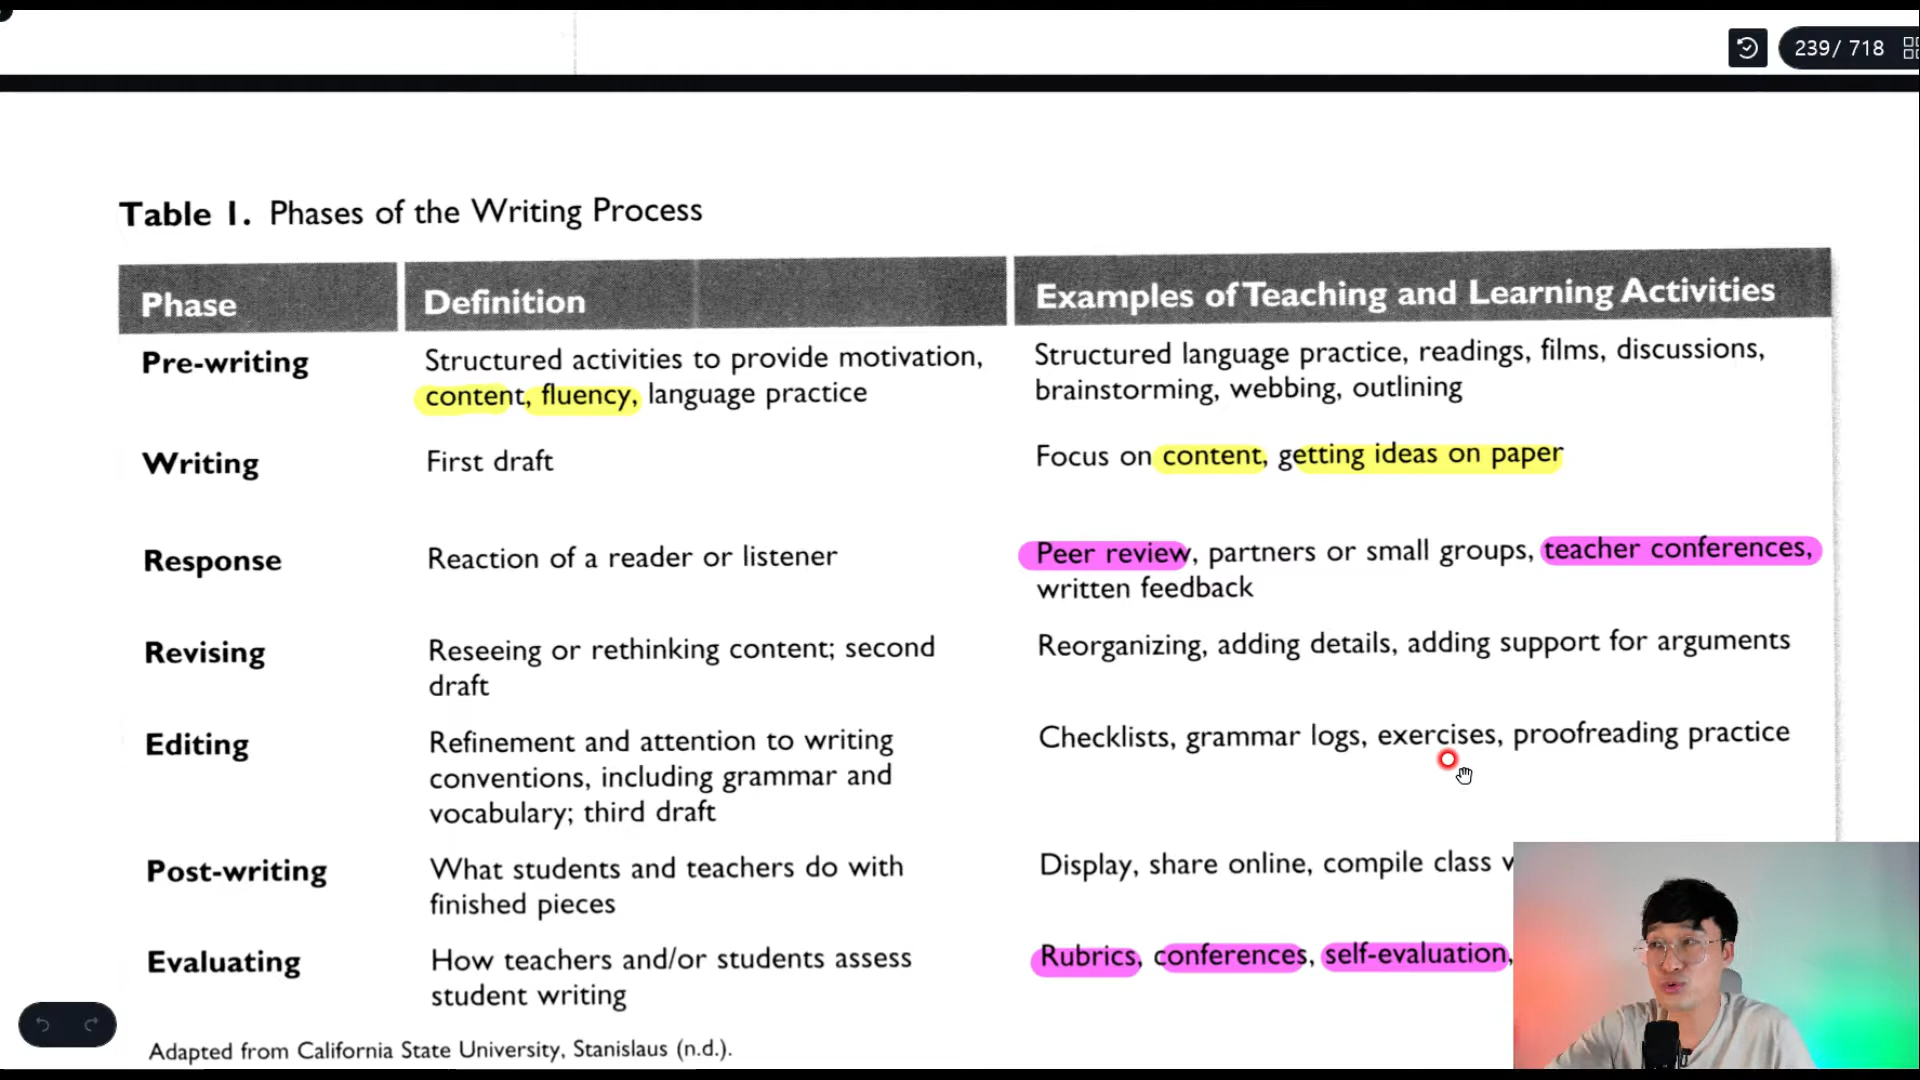 239/ 718
Table 1. Phases of the Writing Process
Phase
Definition
Examples of Teaching and Learning Activities
Pre-writing
Structured activities to provide motivation,
content, fluency, language practice
Structured language practice, readings, films, discussions,
brainstorming, webbing, outlining
Writing
First draft
Focus on content, getting ideas on paper
Response
Reaction of a reader or listener
Peer review, partners or small groups, teacher conferences,
written feedback
Revising
Reseeing or rethinking content; second
draft
Reorganizing, adding details, adding support for arguments
Editing
Refinement and attention to writing
conventions, including grammar and
vocabulary; third draft
Checklists, grammar logs, exercises, proofreading practice
Post-writing
What students and teachers do with
finished pieces
Display, share online, compile class
Evaluating
How teachers and/or students assess
student writing
Rubrics, conferences, self-evaluation,
Adapted from California State University, Stanislaus (n.d.).